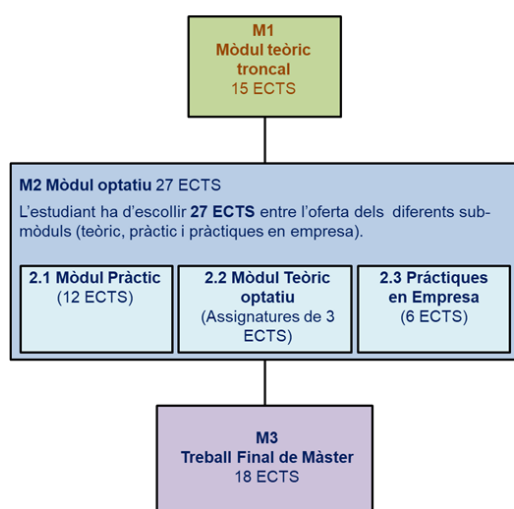 M1
Mòdul teòric
troncal
15 ECTS
M2 Mòdul optatiu 27 ECTS
L'estudiant ha d'escollir 27 ECTS entre l'oferta dels diferents sub-
mòduls (teòric, pràctic i pràctiques en empresa).
2.1 Mòdul Pràctic
(12 ECTS)
2.2 Mòdul Teòric
optatiu
(Assignatures de 3
ECTS)
2.3 Práctiques
en Empresa
(6 ECTS)
M3
Treball Final de Màster
18 ECTS